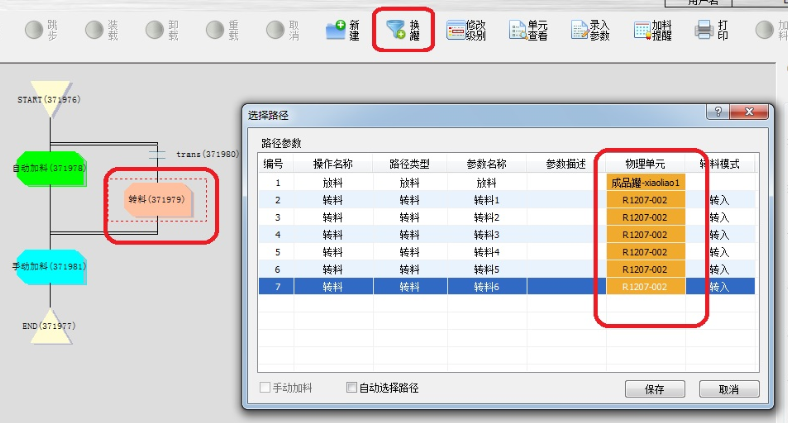 用户名
跳步
装载
卸载
重载
取消
新建
换罐
修改级别
单元查看
录入参数
加料提醒
打印
加料
START(371976)
trans(371980)
自动加料(371978)
转料(371979)
手动加料(371981)
END(371977)
选择路径
路径参数
编号 操作名称 路径类型 参数名称 参数描述 物理单元 转料模式
1 放料 放料 放料 成品罐-xiaoliao1
2 转料 转料 转料1 R1207-002 转入
3 转料 转料 转料2 R1207-002 转入
4 转料 转料 转料3 R1207-002 转入
5 转料 转料 转料4 R1207-002 转入
6 转料 转料 转料5 R1207-002 转入
7 转料 转料 转料6 R1207-002 转入
手动加料 自动选择路径 保存 取消